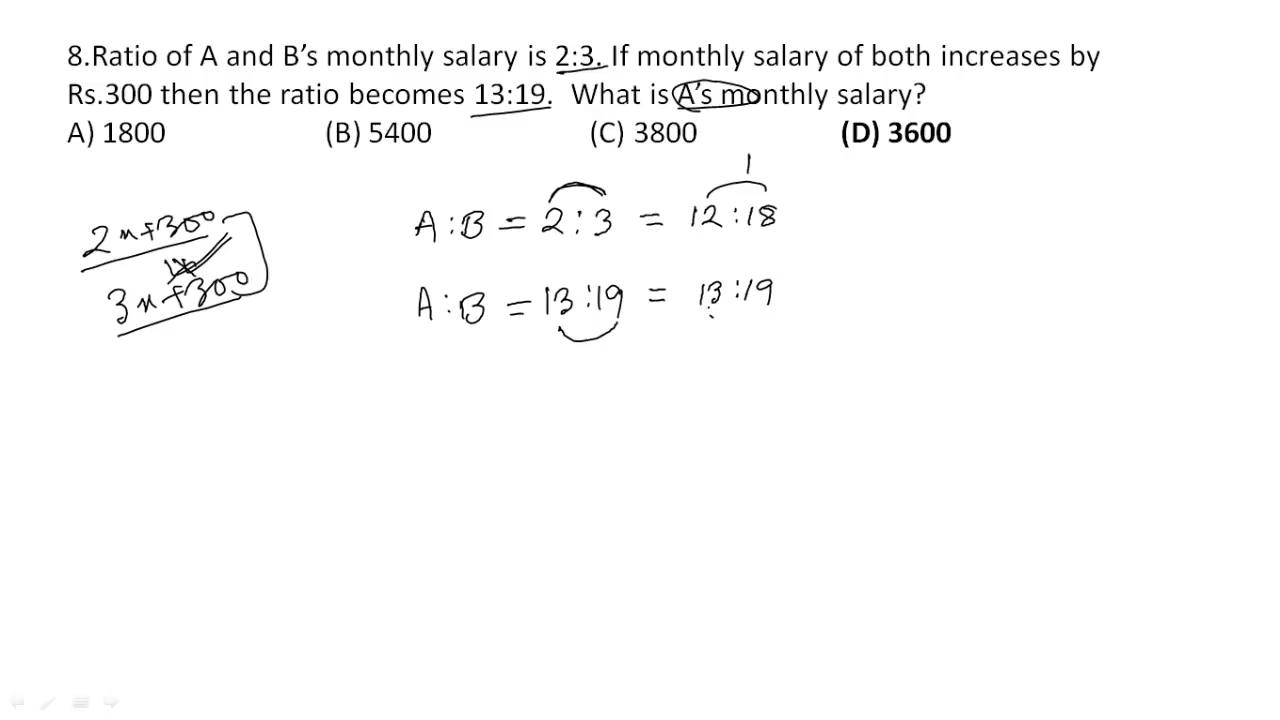 8.Ratio of A and B's monthly salary is 2:3. If monthly salary of both increases by
Rs.300 then the ratio becomes 13:19. What is A's monthly salary?
A) 1800 (B) 5400 (C) 3800 (D) 3600
1
A:B = 2:3 = 12:18
2x+300
3x+300
A:B = 13:19 = 13:19